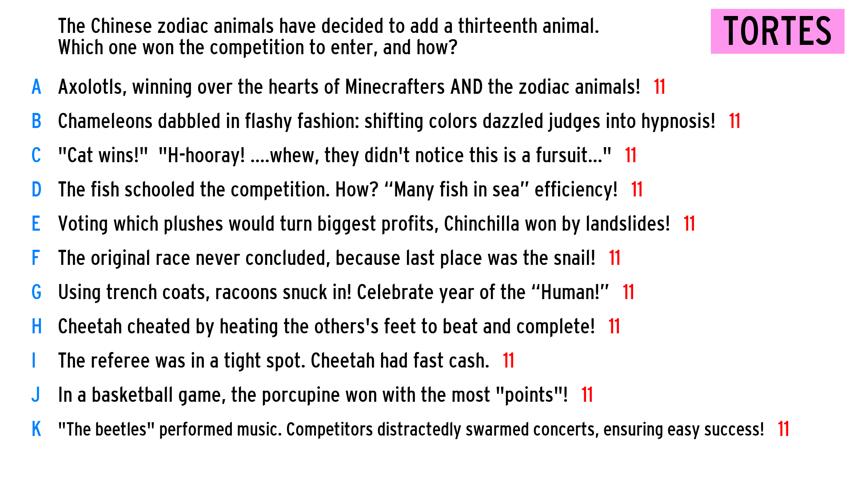 The Chinese zodiac animals have decided to add a thirteenth animal.
Which one won the competition to enter, and how?
TORTES
A Axolotls, winning over the hearts of Minecrafters AND the zodiac animals! 11
B Chameleons dabbled in flashy fashion: shifting colors dazzled judges into hypnosis! 11
C "Cat wins!" "H-hooray! ....whew, they didn't notice this is a fursuit..." 11
D The fish schooled the competition. How? “Many fish in sea” efficiency! 11
E Voting which plushes would turn biggest profits, Chinchilla won by landslides! 11
F The original race never concluded, because last place was the snail! 11
G Using trench coats, racoons snuck in! Celebrate year of the “Human!” 11
H Cheetah cheated by heating the others's feet to beat and complete! 11
I The referee was in a tight spot. Cheetah had fast cash. 11
J In a basketball game, the porcupine won with the most "points"! 11
K "The beetles" performed music. Competitors distractedly swarmed concerts, ensuring easy success! 11